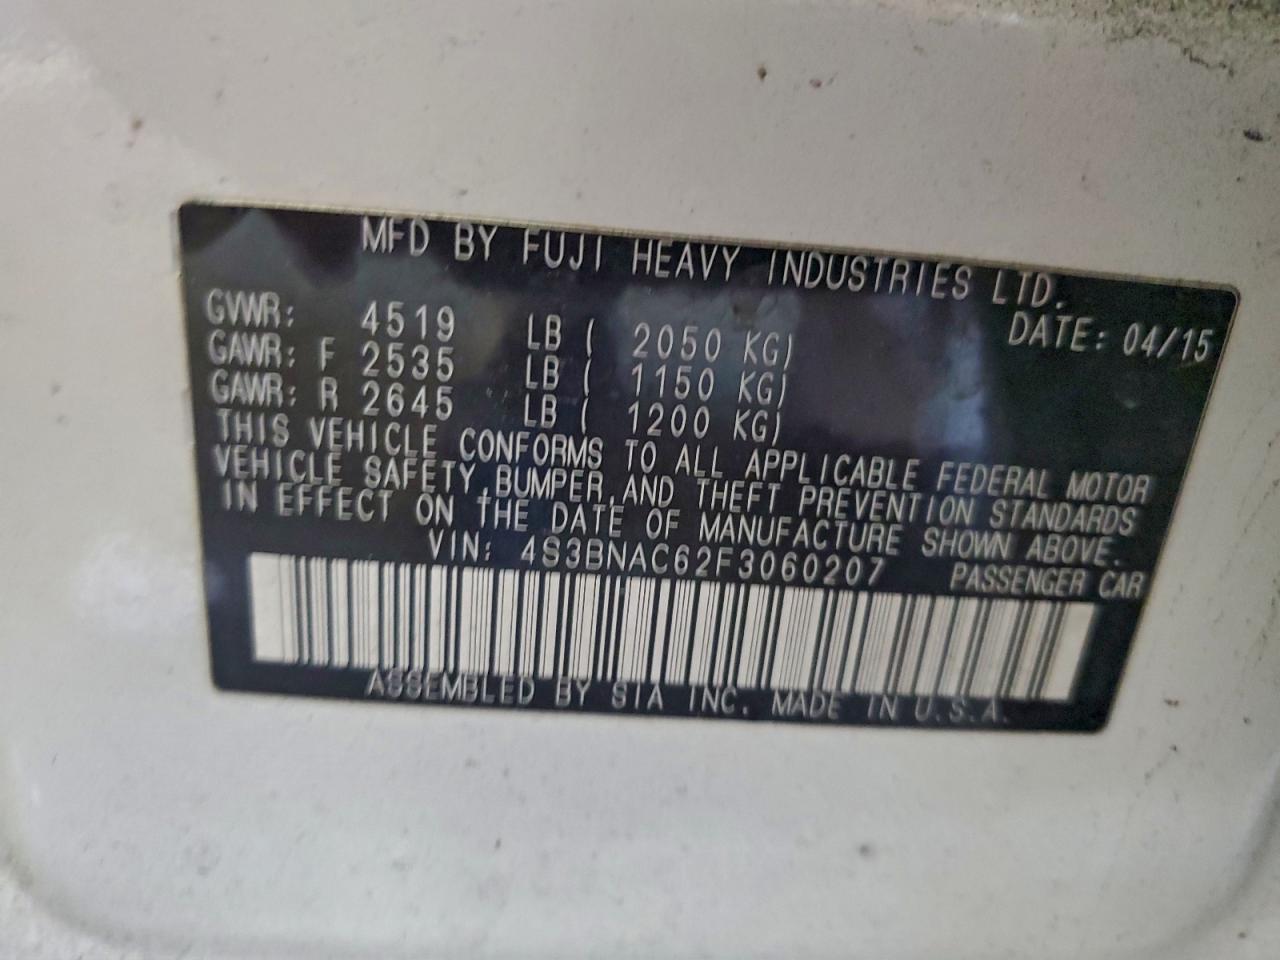 MFD BY FUJI HEAVY INDUSTRIES LTD.
DATE: 04/15
GVWR: 4519 LB ( 2050 KG)
GAWR: F 2535 LB ( 1150 KG)
GAWR: R 2645 LB ( 1200 KG)
THIS VEHICLE CONFORMS TO ALL APPLICABLE FEDERAL MOTOR
VEHICLE SAFETY,BUMPER,AND THEFT PREVENTION STANDARDS
IN EFFECT ON THE DATE OF MANUFACTURE SHOWN ABOVE.
VIN: 4S3BNAC62F3060207 PASSENGER CAR
ASSEMBLED BY SIA INC. MADE IN U.S.A.